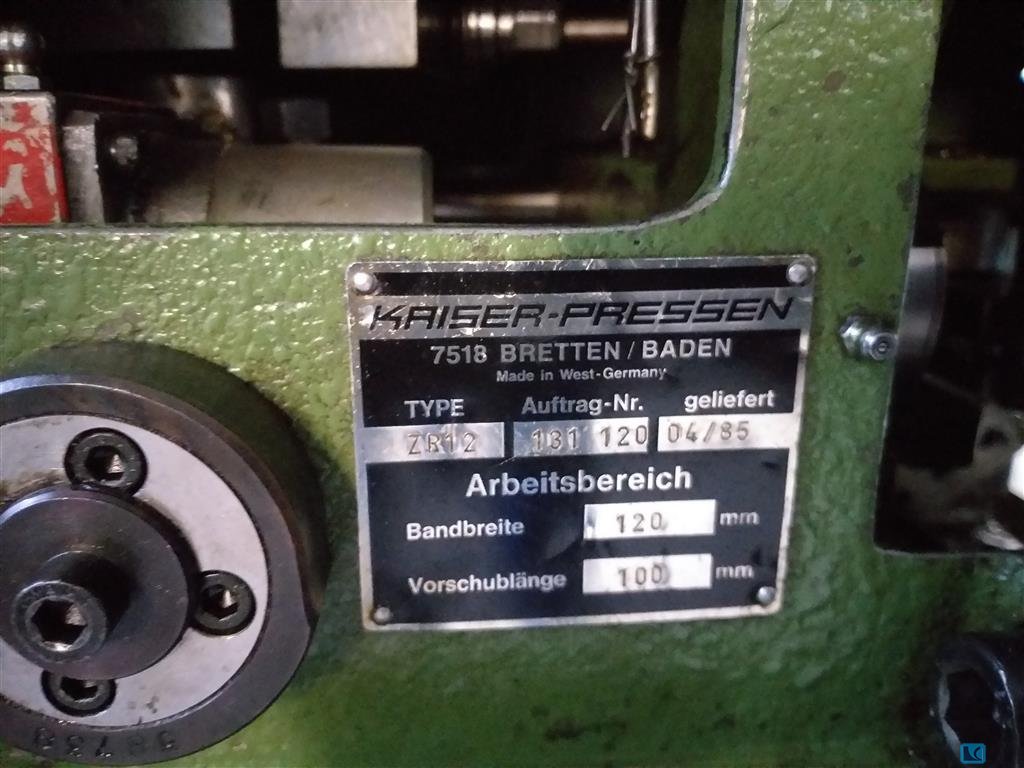 KAISER-PRESSEN
7518 BRETTEN / BADEN
Made in West-Germany
TYPE Auftrag-Nr. geliefert
ZR12 131 120 04/85
Arbeitsbereich
Bandbreite 120 mm
Vorschublänge 100 mm